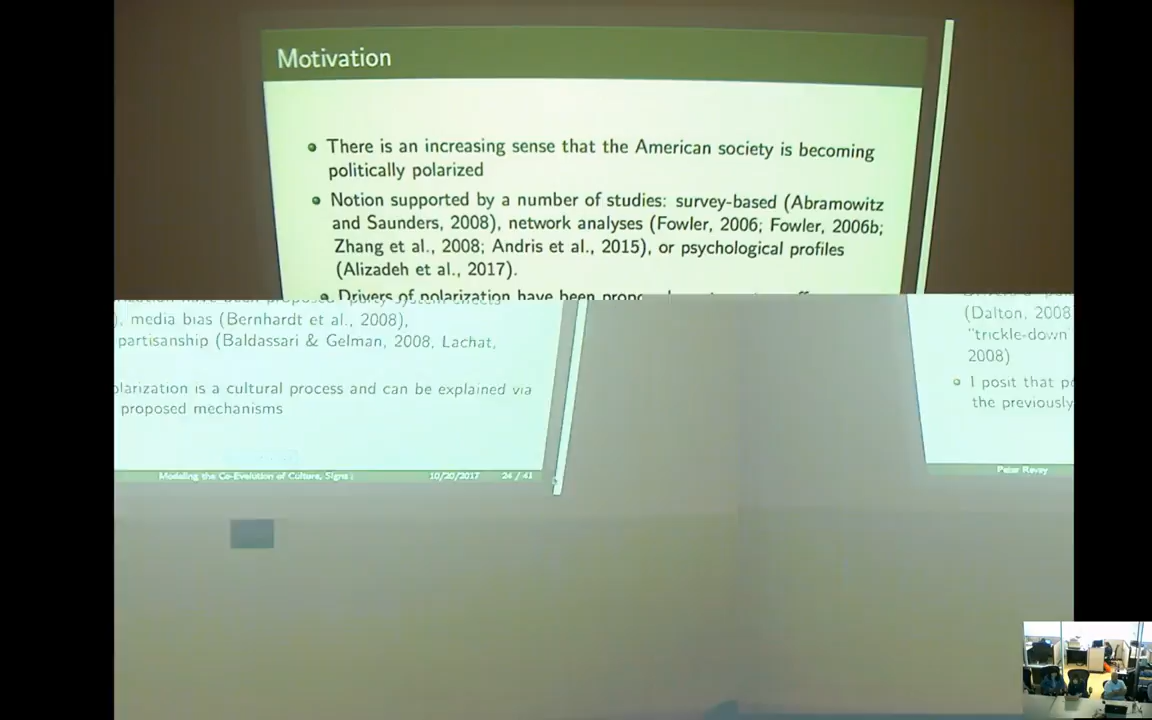 Motivation
There is an increasing sense that the American society is becoming
politically polarized
Notion supported by a number of studies: survey-based (Abramowitz
and Saunders, 2008), network analyses (Fowler, 2006; Fowler, 2006b;
Zhang et al., 2008; Andris et al., 2015), or psychological profiles
(Alizadeh et al., 2017).
Drivers of polarization have been
), media bias (Bernhardt et al., 2008),
partisanship (Baldassari & Gelman, 2008, Lachat,
olarization is a cultural process and can be explained via
proposed mechanisms
Modeling the Co-Evolution of Culture, Signs 10/20/2017 24 / 41
(Dalton, 2008
"trickle-down"
2008)
I posit that po
the previously
Peter Revay